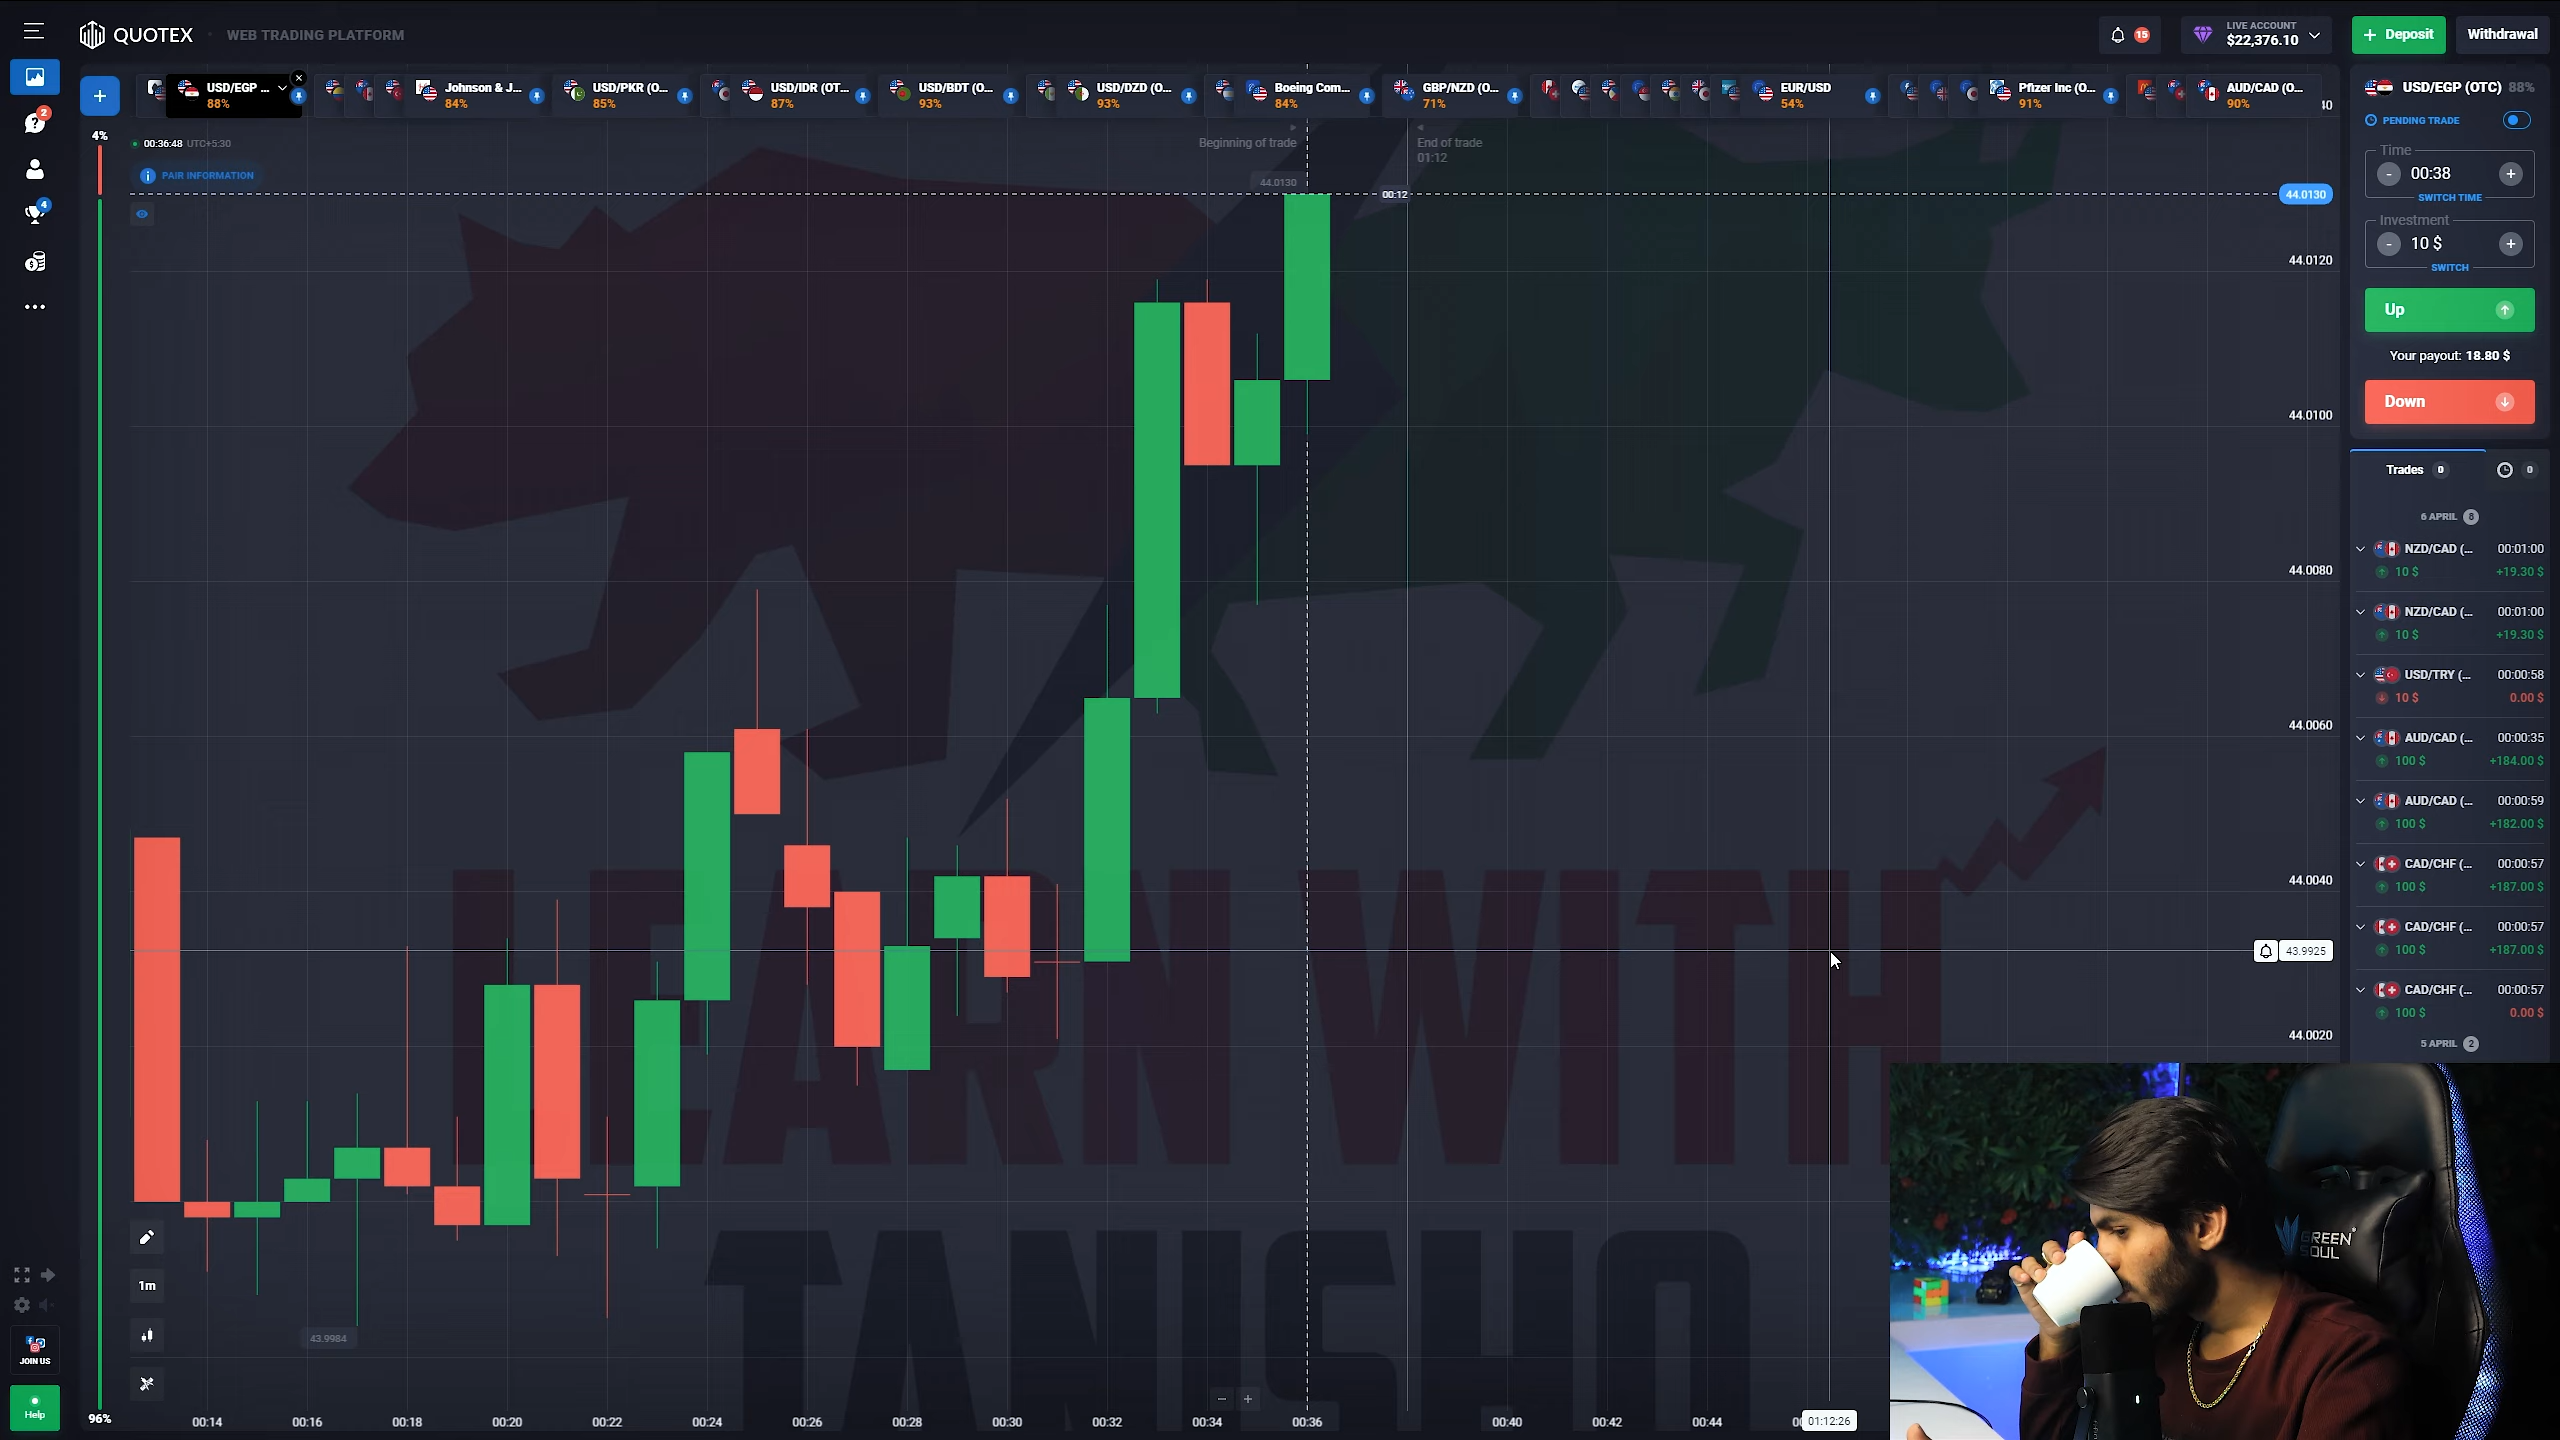 QUOTEX
WEB TRADING PLATFORM
15
LIVE ACCOUNT
$22,376.10
Deposit
Withdrawal
USD/EGP ...
88%
Johnson & J...
84%
USD/PKR (O...
85%
USD/IDR (OT...
87%
USD/BDT (O...
93%
USD/DZD (O...
93%
Boeing Com...
84%
GBP/NZD (O...
71%
EUR/USD
54%
Pfizer Inc (O...
91%
AUD/CAD (O...
90%
40
2
4
4%
00:36:48 UTC+5:30
PAIR INFORMATION
Beginning of trade
End of trade
01:12
44.0130
00:12
44.0130
44.0120
44.0100
44.0080
44.0060
44.0040
43.9925
44.0020
43.9984
LEARN WITH
TANISHQ
1m
JOIN US
Help
96%
00:14
00:16
00:18
00:20
00:22
00:24
00:26
00:28
00:30
00:32
00:34
00:36
00:40
00:42
00:44
01:12:26
USD/EGP (OTC) 88%
PENDING TRADE
Time
- 00:38 +
SWITCH TIME
Investment
- 10 $ +
SWITCH
Up
Your payout: 18.80 $
Down
Trades 0
0
6 APRIL 8
NZD/CAD (... 00:01:00
10 $ +19.30 $
NZD/CAD (... 00:01:00
10 $ +19.30 $
USD/TRY (... 00:00:58
10 $ 0.00 $
AUD/CAD (... 00:00:35
100 $ +184.00 $
AUD/CAD (... 00:00:59
100 $ +182.00 $
CAD/CHF (... 00:00:57
100 $ +187.00 $
CAD/CHF (... 00:00:57
100 $ +187.00 $
CAD/CHF (... 00:00:57
100 $ 0.00 $
5 APRIL 2
GREEN
SOUL